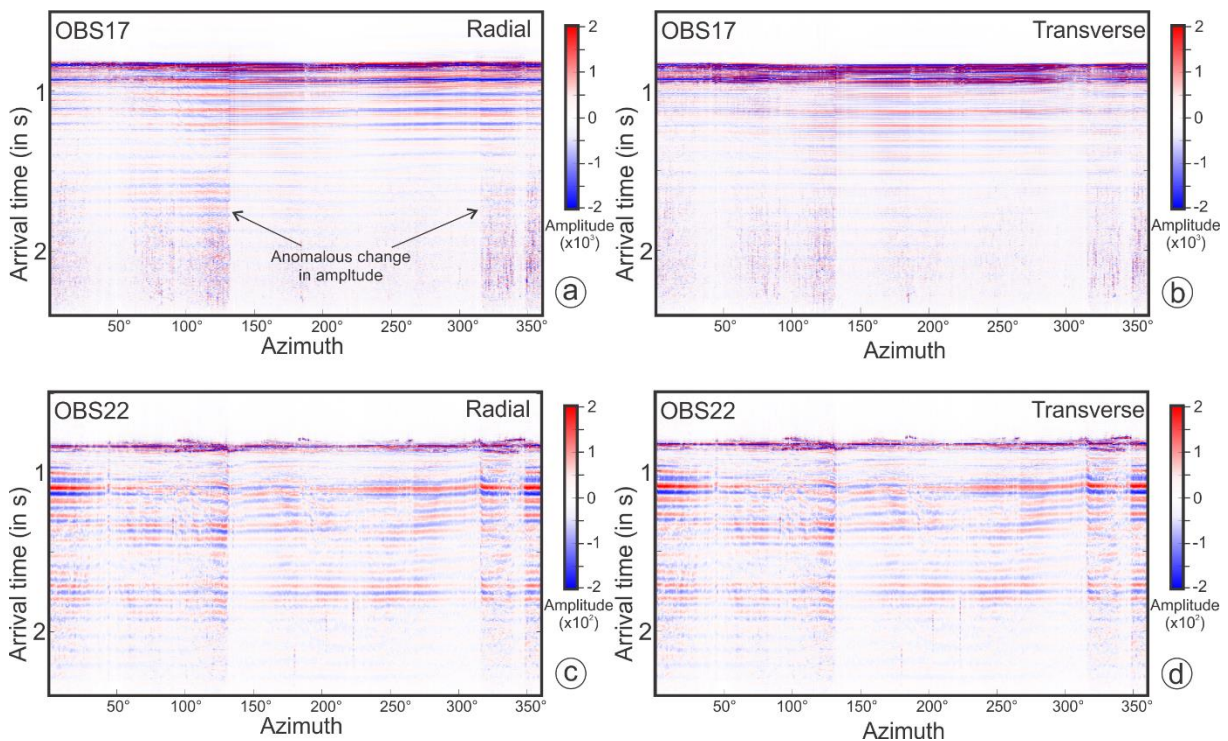 OBS17 Radial
Arrival time (in s)
1
2
Anomalous change
in ampltude
50° 100° 150° 200° 250° 300° 350°
Azimuth
2
1
0
-1
-2
Amplitude
(x10³)
a
OBS17 Transverse
Arrival time (in s)
1
2
50° 100° 150° 200° 250° 300° 350°
Azimuth
2
1
0
-1
-2
Amplitude
(x10³)
b
OBS22 Radial
Arrival time (in s)
1
2
50° 100° 150° 200° 250° 300° 350°
Azimuth
2
1
0
-1
-2
Amplitude
(x10²)
c
OBS22 Transverse
Arrival time (in s)
1
2
50° 100° 150° 200° 250° 300° 350°
Azimuth
2
1
0
-1
-2
Amplitude
(x10²)
d